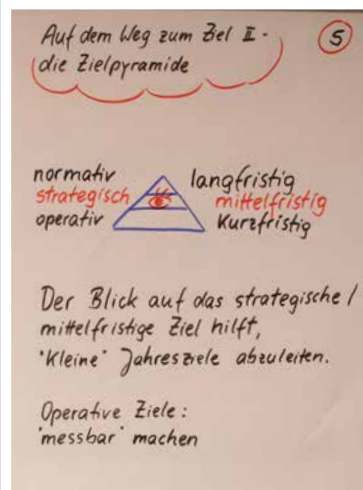 Auf dem Weg zum Ziel II -
die Zielpyramide
5
normativ langfristig
strategisch mittelfristig
operativ kurzfristig
Der Blick auf das strategische /
mittelfristige Ziel hilft,
"Kleine" Jahresziele abzuleiten.
Operative Ziele:
"messbar" machen